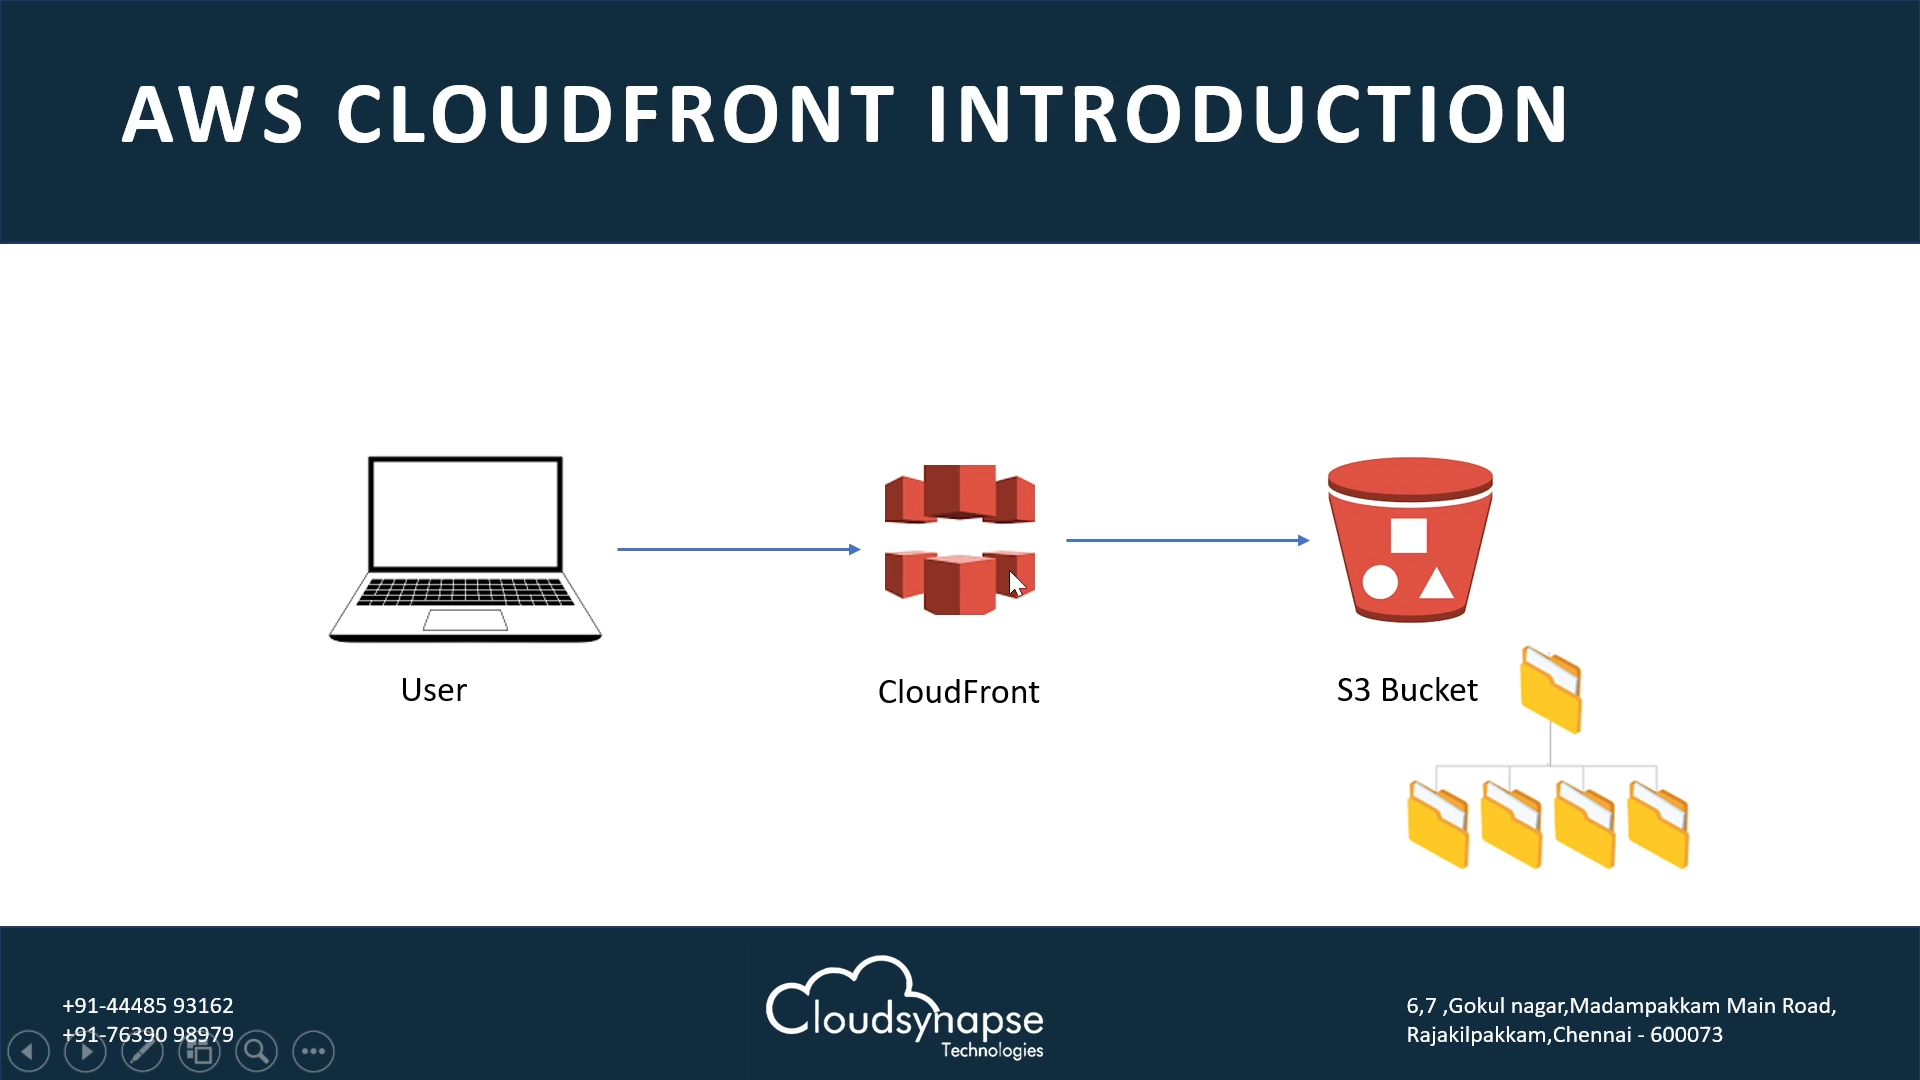 AWS CLOUDFRONT INTRODUCTION
User
CloudFront
S3 Bucket
+91-44485 93162
+91-76390 98979
Cloudsynapse
Technologies
6,7 ,Gokul nagar,Madampakkam Main Road,
Rajakilpakkam,Chennai - 600073